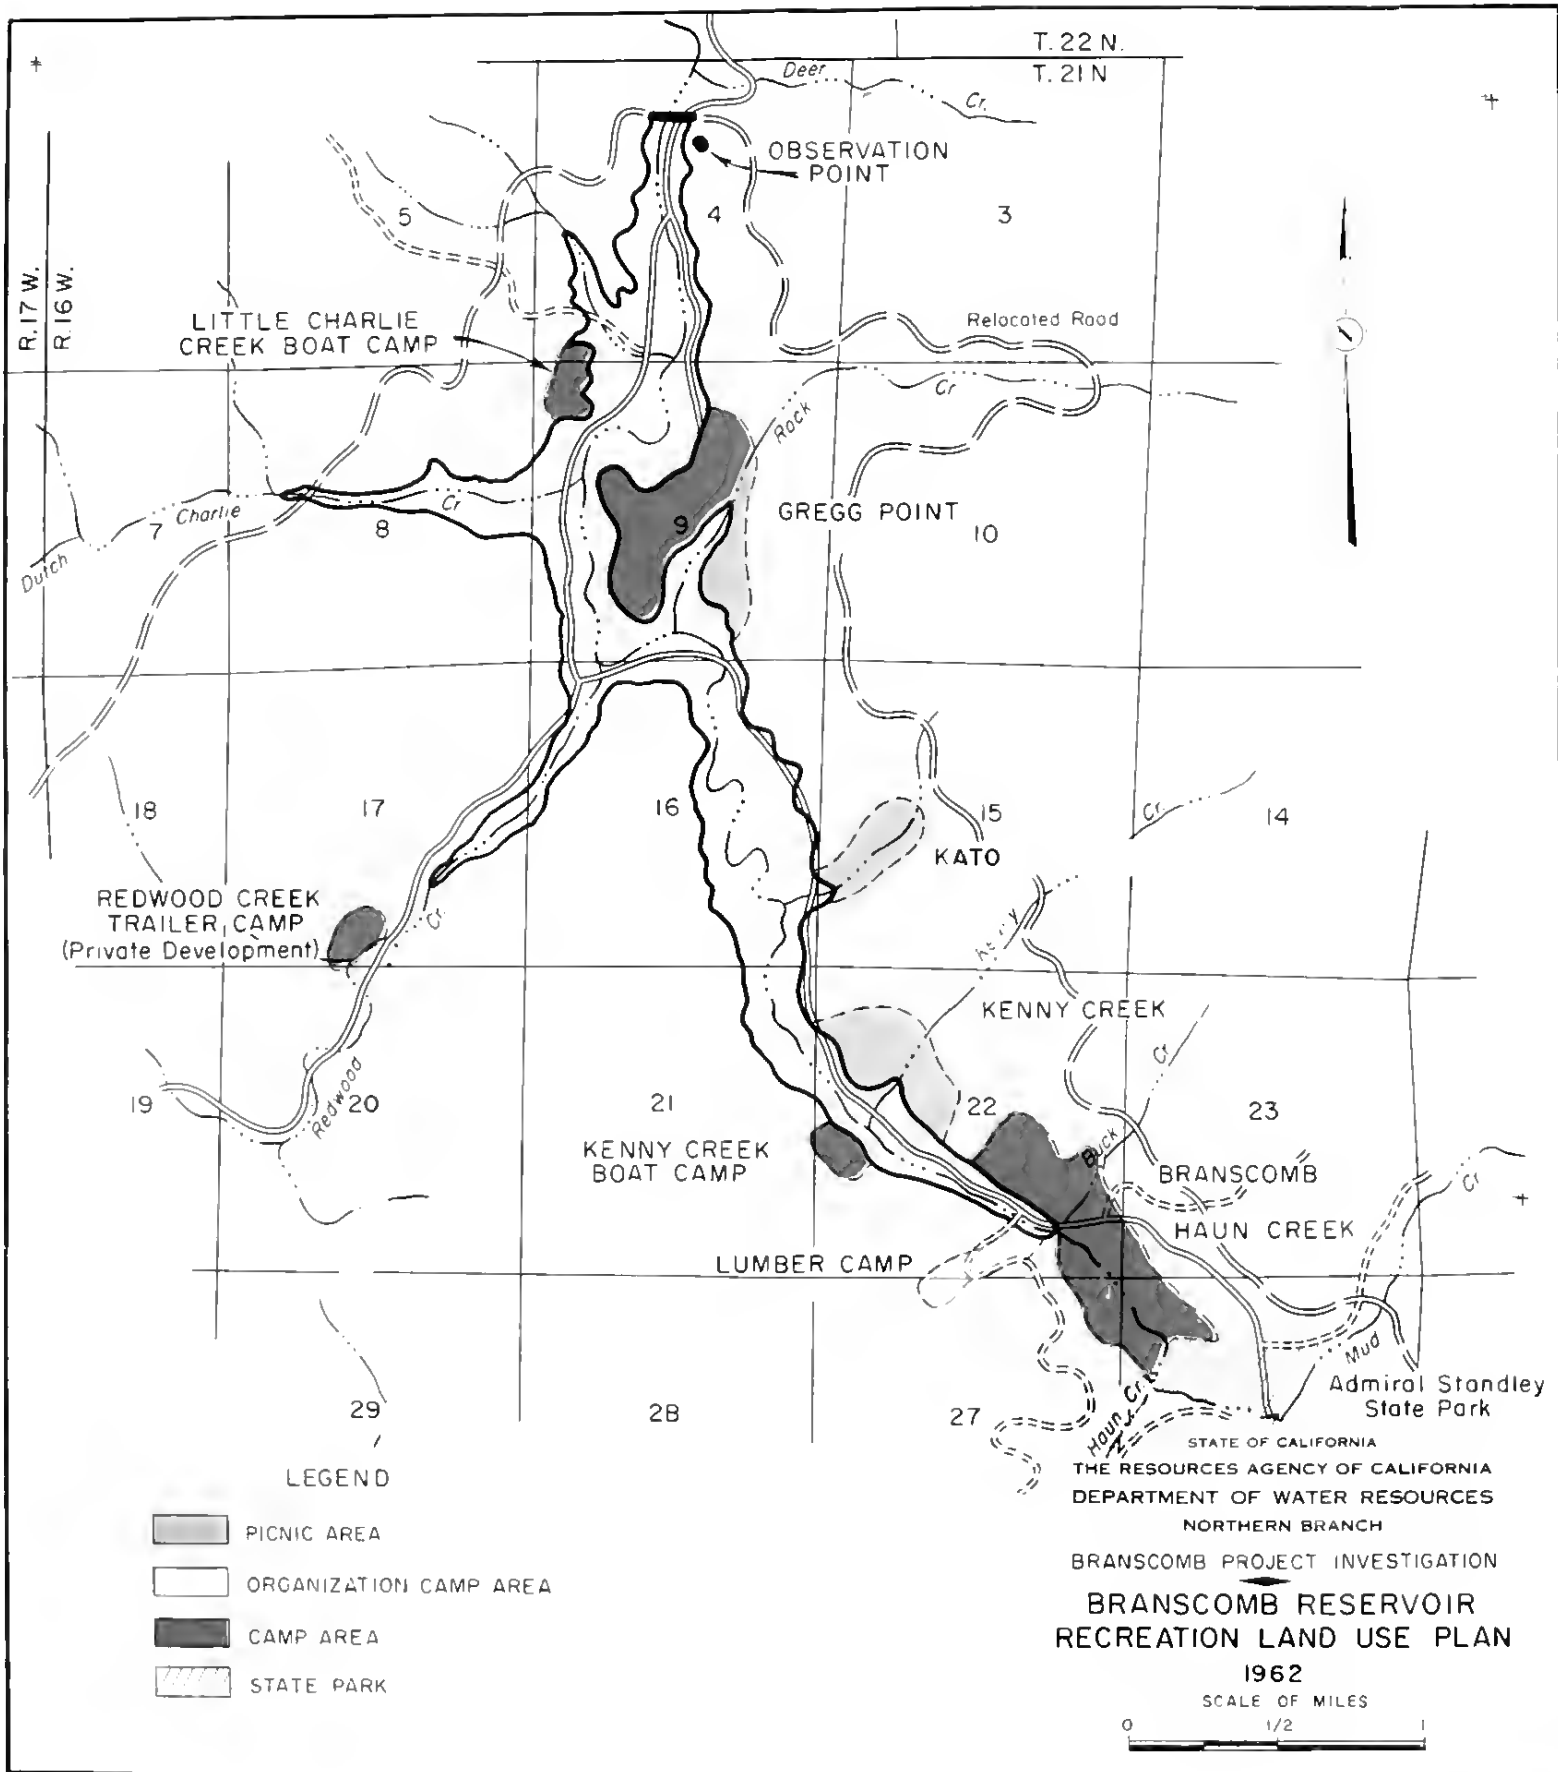 T. 22 N.
T. 21 N
Deer
Cr.
OBSERVATION
POINT
5
4
3
R. 17 W.
R. 16 W.
LITTLE CHARLIE
CREEK BOAT CAMP
Relocated Road
Rock
Cr
Dutch
Charlie
Cr
7
8
9
GREGG POINT
10
18
17
16
15
14
Cr.
KATO
REDWOOD CREEK
TRAILER CAMP
(Private Development)
Cr.
KENNY CREEK
Redwood
Cr
19
20
21
22
23
KENNY CREEK
BOAT CAMP
Buck
BRANSCOMB
Cr
HAUN CREEK
LUMBER CAMP
Mud
Admiral Standley
State Park
29
28
27
Haun Cr.
LEGEND
PICNIC AREA
ORGANIZATION CAMP AREA
CAMP AREA
STATE PARK
STATE OF CALIFORNIA
THE RESOURCES AGENCY OF CALIFORNIA
DEPARTMENT OF WATER RESOURCES
NORTHERN BRANCH
BRANSCOMB PROJECT INVESTIGATION
BRANSCOMB RESERVOIR
RECREATION LAND USE PLAN
1962
SCALE OF MILES
0 1/2 1